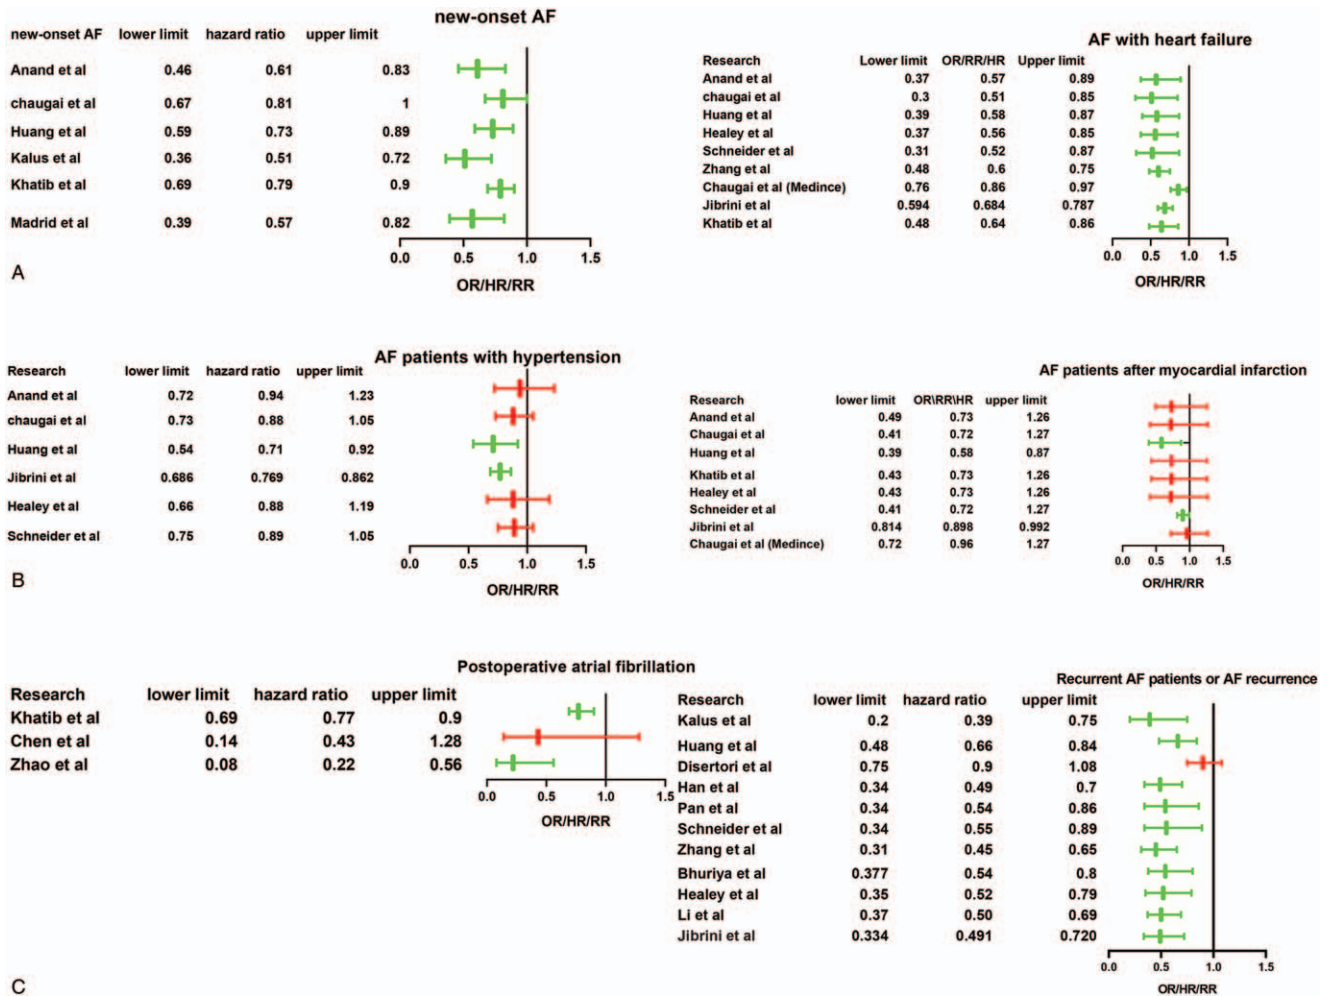 new-onset AF
new-onset AF lower limit hazard ratio upper limit
Anand et al 0.46 0.61 0.83
chaugai et al 0.67 0.81 1
Huang et al 0.59 0.73 0.89
Kalus et al 0.36 0.51 0.72
Khatib et al 0.69 0.79 0.9
Madrid et al 0.39 0.57 0.82
0.0 0.5 1.0 1.5
OR/HR/RR
A
AF with heart failure
Research Lower limit OR/RR/HR Upper limit
Anand et al 0.37 0.57 0.89
chaugai et al 0.3 0.51 0.85
Huang et al 0.39 0.58 0.87
Healey et al 0.37 0.56 0.85
Schneider et al 0.31 0.52 0.87
Zhang et al 0.48 0.6 0.75
Chaugai et al (Medince) 0.76 0.86 0.97
Jibrini et al 0.594 0.684 0.787
Khatib et al 0.48 0.64 0.86
0.0 0.5 1.0 1.5
OR/HR/RR
AF patients with hypertension
Research lower limit hazard ratio upper limit
Anand et al 0.72 0.94 1.23
chaugai et al 0.73 0.88 1.05
Huang et al 0.54 0.71 0.92
Jibrini et al 0.686 0.769 0.862
Healey et al 0.66 0.88 1.19
Schneider et al 0.75 0.89 1.05
0.0 0.5 1.0 1.5
OR/HR/RR
B
AF patients after myocardial infarction
Research lower limit OR\RR\HR upper limit
Anand et al 0.49 0.73 1.26
Chaugai et al 0.41 0.72 1.27
Huang et al 0.39 0.58 0.87
Khatib et al 0.43 0.73 1.26
Healey et al 0.43 0.73 1.26
Schneider et al 0.41 0.72 1.27
Jibrini et al 0.814 0.898 0.992
Chaugai et al (Medince) 0.72 0.96 1.27
0.0 0.5 1.0 1.5
OR/HR/RR
Postoperative atrial fibrillation
Research lower limit hazard ratio upper limit
Khatib et al 0.69 0.77 0.9
Chen et al 0.14 0.43 1.28
Zhao et al 0.08 0.22 0.56
0.0 0.5 1.0 1.5
OR/HR/RR
Recurrent AF patients or AF recurrence
Research lower limit hazard ratio upper limit
Kalus et al 0.2 0.39 0.75
Huang et al 0.48 0.66 0.84
Disertori et al 0.75 0.9 1.08
Han et al 0.34 0.49 0.7
Pan et al 0.34 0.54 0.86
Schneider et al 0.34 0.55 0.89
Zhang et al 0.31 0.45 0.65
Bhuriya et al 0.377 0.54 0.8
Healey et al 0.35 0.52 0.79
Li et al 0.37 0.50 0.69
Jibrini et al 0.334 0.491 0.720
0.0 0.5 1.0 1.5
OR/HR/RR
C